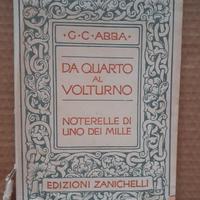 · G · C · ABBA ·
DA QUARTO
AL
VOLTURNO
NOTERELLE DI
UNO DEI MILLE
EDIZIONI ZANICHELLI